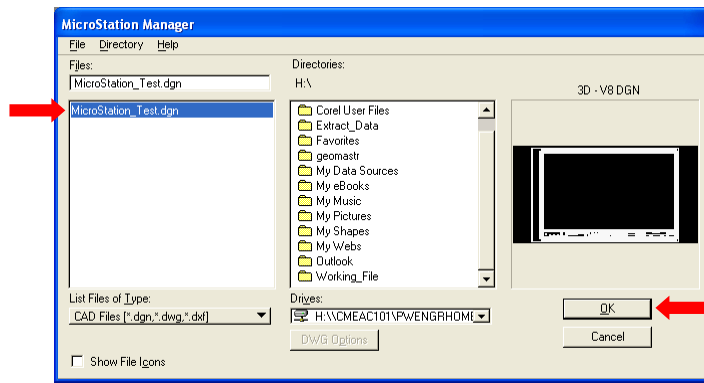 MicroStation Manager
File Directory Help
Files:
MicroStation_Test.dgn
MicroStation_Test.dgn
List Files of Type:
CAD Files [*.dgn,*.dwg,*.dxf]
Show File Icons
Directories:
H:\
Corel User Files
Extract_Data
Favorites
geomastr
My Data Sources
My eBooks
My Music
My Pictures
My Shapes
My Webs
Outlook
Working_File
Drives:
H:\\CMEAC101\PWENGRHOME
DWG Options
3D - V8 DGN
OK
Cancel